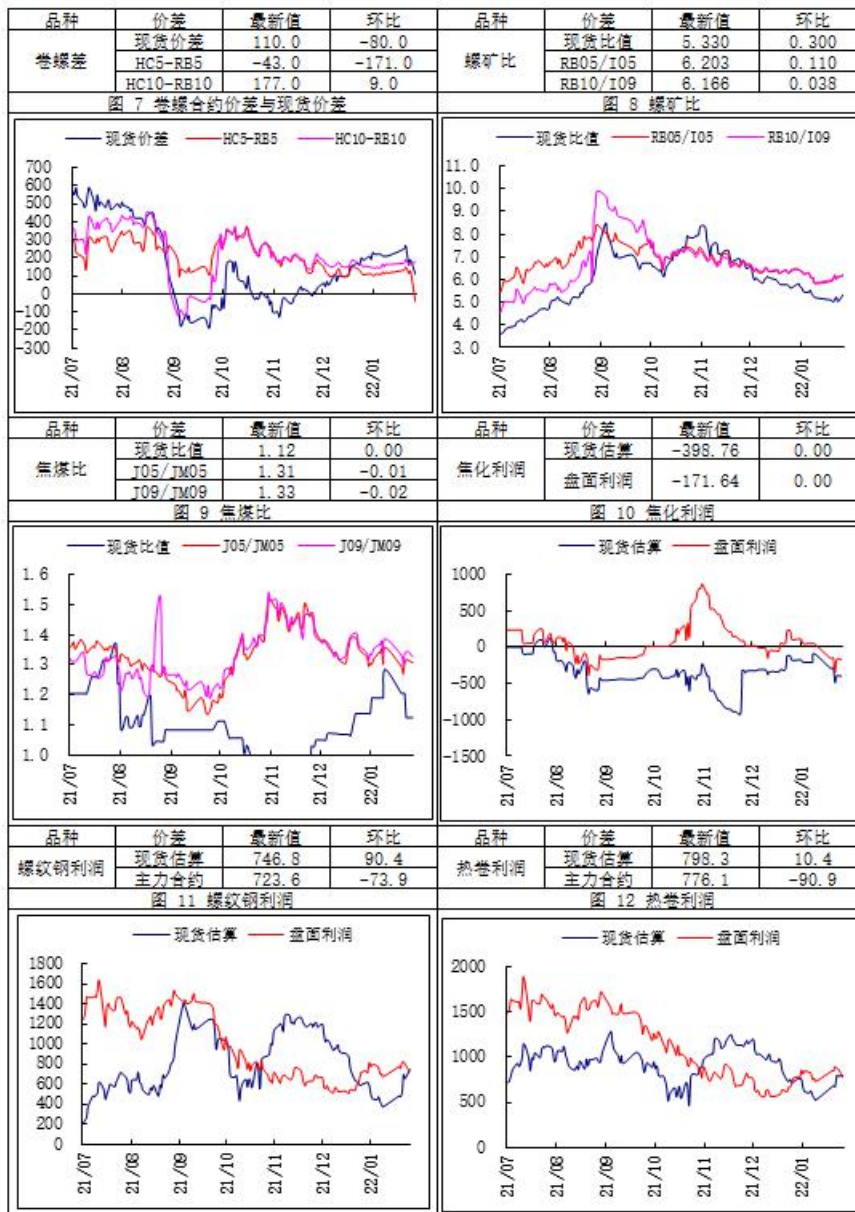 品种 价差 最新值 环比
卷螺差 现货价差 110.0 -80.0
HC5-RB5 -43.0 -171.0
HC10-RB10 177.0 9.0
品种 价差 最新值 环比
螺矿比 现货比值 5.330 0.300
RB05/I05 6.203 0.110
RB10/I09 6.166 0.038
图 7 卷螺合约价差与现货价差
现货价差 HC5-RB5 HC10-RB10
700
600
500
400
300
200
100
0
-100
-200
-300
21/07 21/08 21/09 21/10 21/11 21/12 22/01
图 8 螺矿比
现货比值 RB05/I05 RB10/I09
11.0
10.0
9.0
8.0
7.0
6.0
5.0
4.0
3.0
21/07 21/08 21/09 21/10 21/11 21/12 22/01
品种 价差 最新值 环比
焦煤比 现货比值 1.12 0.00
J05/JM05 1.31 -0.01
J09/JM09 1.33 -0.02
品种 价差 最新值 环比
焦化利润 现货估算 -398.76 0.00
盘面利润 -171.64 0.00
图 9 焦煤比
现货比值 J05/JM05 J09/JM09
1.6
1.5
1.4
1.3
1.2
1.1
1.0
21/07 21/08 21/09 21/10 21/11 21/12 22/01
图 10 焦化利润
现货估算 盘面利润
1000
500
0
-500
-1000
-1500
21/07 21/08 21/09 21/10 21/11 21/12 22/01
品种 价差 最新值 环比
螺纹钢利润 现货估算 746.8 90.4
主力合约 723.6 -73.9
品种 价差 最新值 环比
热卷利润 现货估算 798.3 10.4
主力合约 776.1 -90.9
图 11 螺纹钢利润
现货估算 盘面利润
1800
1600
1400
1200
1000
800
600
400
200
0
21/07 21/08 21/09 21/10 21/11 21/12 22/01
图 12 热卷利润
现货估算 盘面利润
2000
1500
1000
500
0
21/07 21/08 21/09 21/10 21/11 21/12 22/01